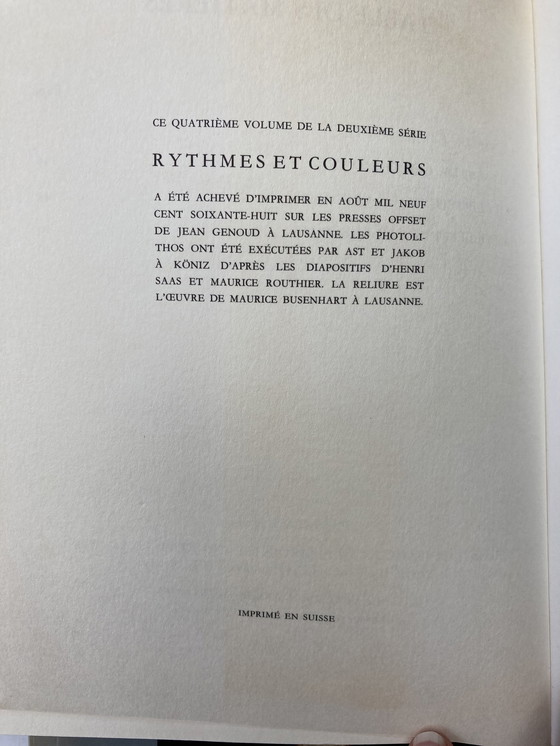 CE QUATRIÈME VOLUME DE LA DEUXIÈME SÉRIE
RYTHMES ET COULEURS
A ÉTÉ ACHEVÉ D'IMPRIMER EN AOÛT MIL NEUF
CENT SOIXANTE-HUIT SUR LES PRESSES OFFSET
DE JEAN GENOUD À LAUSANNE. LES PHOTOLI-
THOS ONT ÉTÉ EXÉCUTÉES PAR AST ET JAKOB
À KÖNIZ D'APRÈS LES DIAPOSITIFS D'HENRI
SAAS ET MAURICE ROUTHIER. LA RELIURE EST
L'ŒUVRE DE MAURICE BUSENHART À LAUSANNE.
IMPRIMÉ EN SUISSE